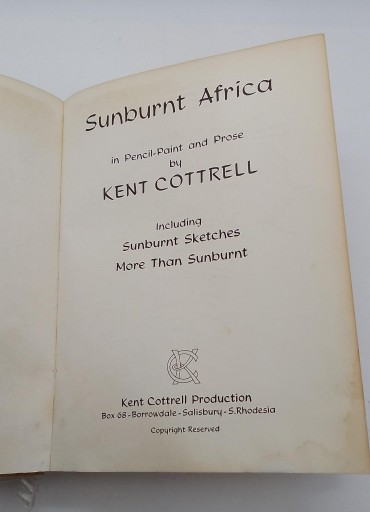 Sunburnt Africa
in Pencil-Paint and Prose
by
KENT COTTRELL
Including
Sunburnt Sketches
More Than Sunburnt
Kent Cottrell Production
Box 68-Borrowdale-Salisbury-S.Rhodesia
Copyright Reserved